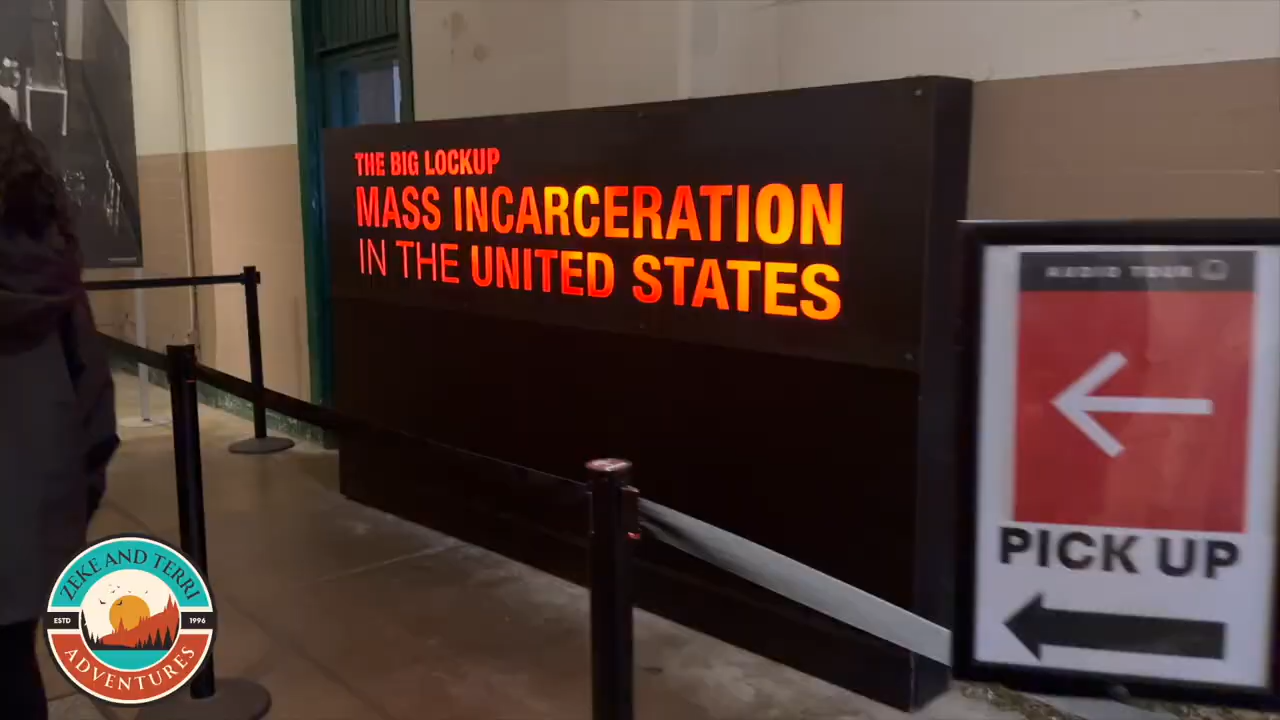 THE BIG LOCKUP
MASS INCARCERATION
IN THE UNITED STATES
AUDIO TOUR
PICK UP
ZEKE AND TERRI
ESTD 1996
ADVENTURES